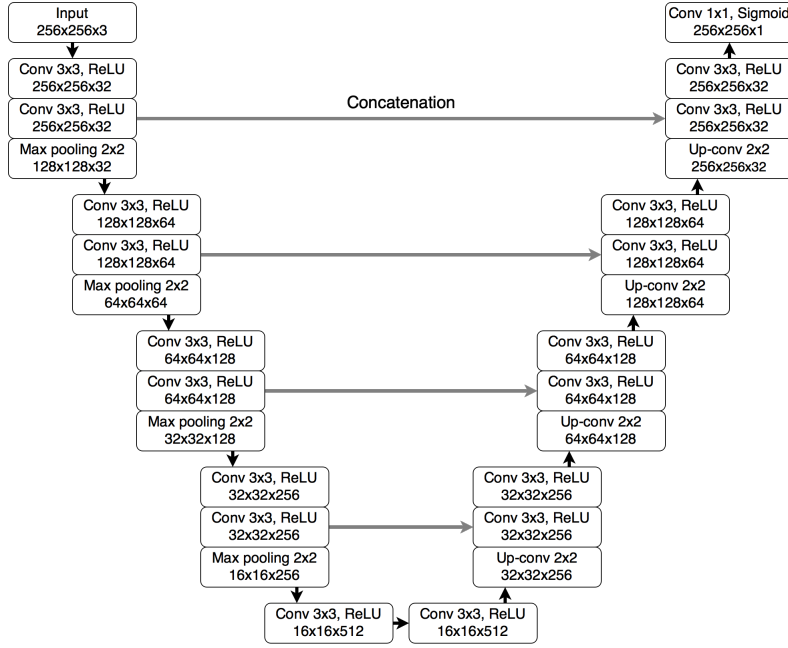 Input
256x256x3
Conv 3x3, ReLU
256x256x32
Conv 3x3, ReLU
256x256x32
Max pooling 2x2
128x128x32
Conv 3x3, ReLU
128x128x64
Conv 3x3, ReLU
128x128x64
Max pooling 2x2
64x64x64
Conv 3x3, ReLU
64x64x128
Conv 3x3, ReLU
64x64x128
Max pooling 2x2
32x32x128
Conv 3x3, ReLU
32x32x256
Conv 3x3, ReLU
32x32x256
Max pooling 2x2
16x16x256
Conv 3x3, ReLU
16x16x512
Conv 3x3, ReLU
16x16x512
Concatenation
Conv 1x1, Sigmoid
256x256x1
Conv 3x3, ReLU
256x256x32
Conv 3x3, ReLU
256x256x32
Up-conv 2x2
256x256x32
Conv 3x3, ReLU
128x128x64
Conv 3x3, ReLU
128x128x64
Up-conv 2x2
128x128x64
Conv 3x3, ReLU
64x64x128
Conv 3x3, ReLU
64x64x128
Up-conv 2x2
64x64x128
Conv 3x3, ReLU
32x32x256
Conv 3x3, ReLU
32x32x256
Up-conv 2x2
32x32x256